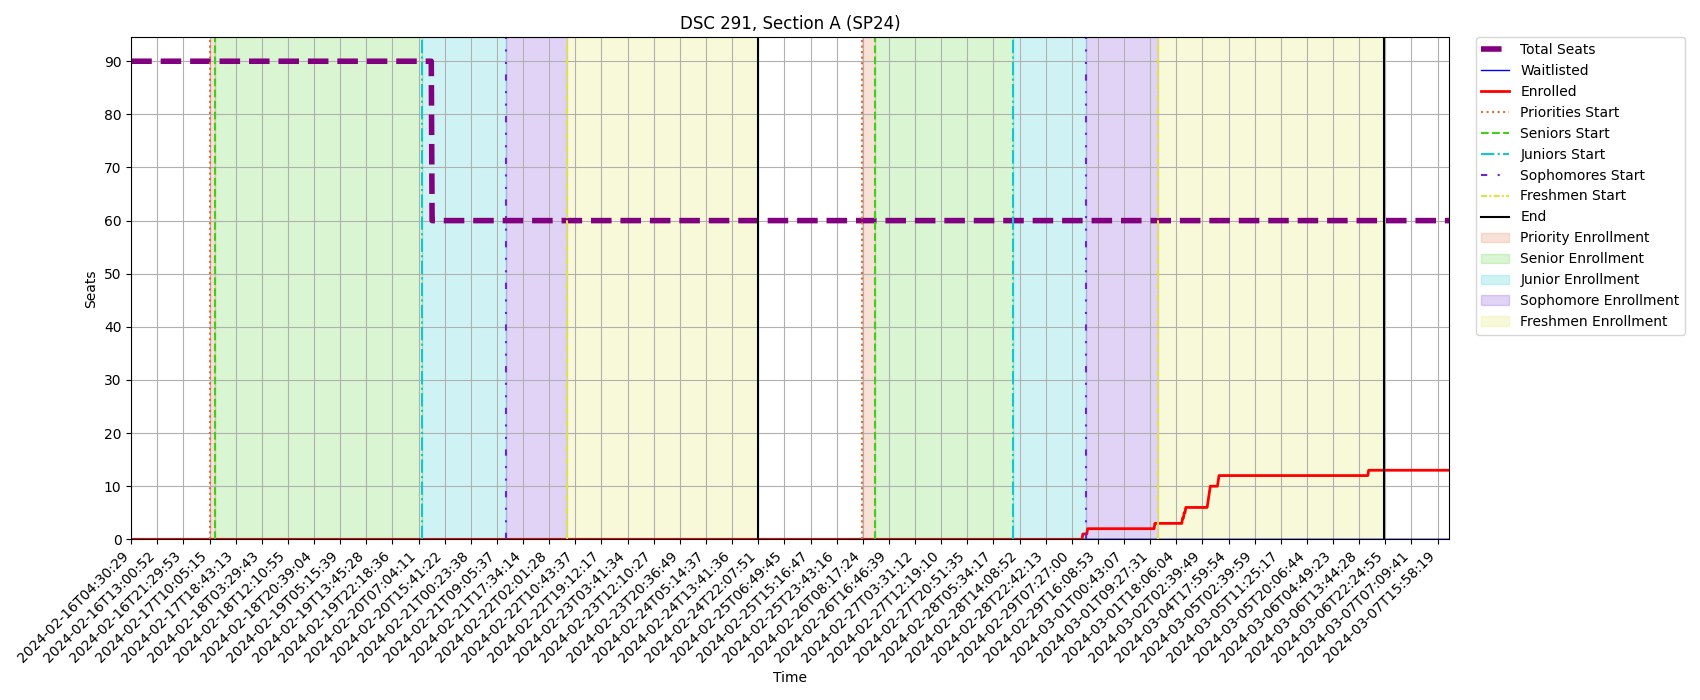 DSC 291, Section A (SP24)
Seats
90
80
70
60
50
40
30
20
10
0
2024-02-16T04:30:29
2024-02-16T13:00:52
2024-02-16T21:29:53
2024-02-17T10:05:15
2024-02-17T18:43:13
2024-02-18T03:29:43
2024-02-18T12:10:55
2024-02-18T20:39:04
2024-02-19T05:15:39
2024-02-19T13:45:28
2024-02-19T22:18:36
2024-02-20T07:04:11
2024-02-20T15:41:22
2024-02-21T00:23:38
2024-02-21T09:05:37
2024-02-21T17:34:14
2024-02-22T02:01:28
2024-02-22T10:43:37
2024-02-22T19:12:17
2024-02-23T03:41:34
2024-02-23T12:10:27
2024-02-23T20:36:49
2024-02-24T05:14:37
2024-02-24T13:41:36
2024-02-24T22:07:51
2024-02-25T06:49:45
2024-02-25T15:16:47
2024-02-25T23:43:16
2024-02-26T08:17:24
2024-02-26T16:46:39
2024-02-27T03:31:12
2024-02-27T12:19:10
2024-02-27T20:51:35
2024-02-28T05:34:17
2024-02-28T14:08:52
2024-02-28T22:42:13
2024-02-29T07:27:00
2024-02-29T16:08:53
2024-03-01T00:43:07
2024-03-01T09:27:31
2024-03-01T18:06:04
2024-03-02T02:39:49
2024-03-04T17:59:54
2024-03-05T02:39:59
2024-03-05T11:25:17
2024-03-05T20:06:44
2024-03-06T04:49:23
2024-03-06T13:44:28
2024-03-06T22:24:55
2024-03-07T07:09:41
2024-03-07T15:58:19
Time
Total Seats
Waitlisted
Enrolled
Priorities Start
Seniors Start
Juniors Start
Sophomores Start
Freshmen Start
End
Priority Enrollment
Senior Enrollment
Junior Enrollment
Sophomore Enrollment
Freshmen Enrollment